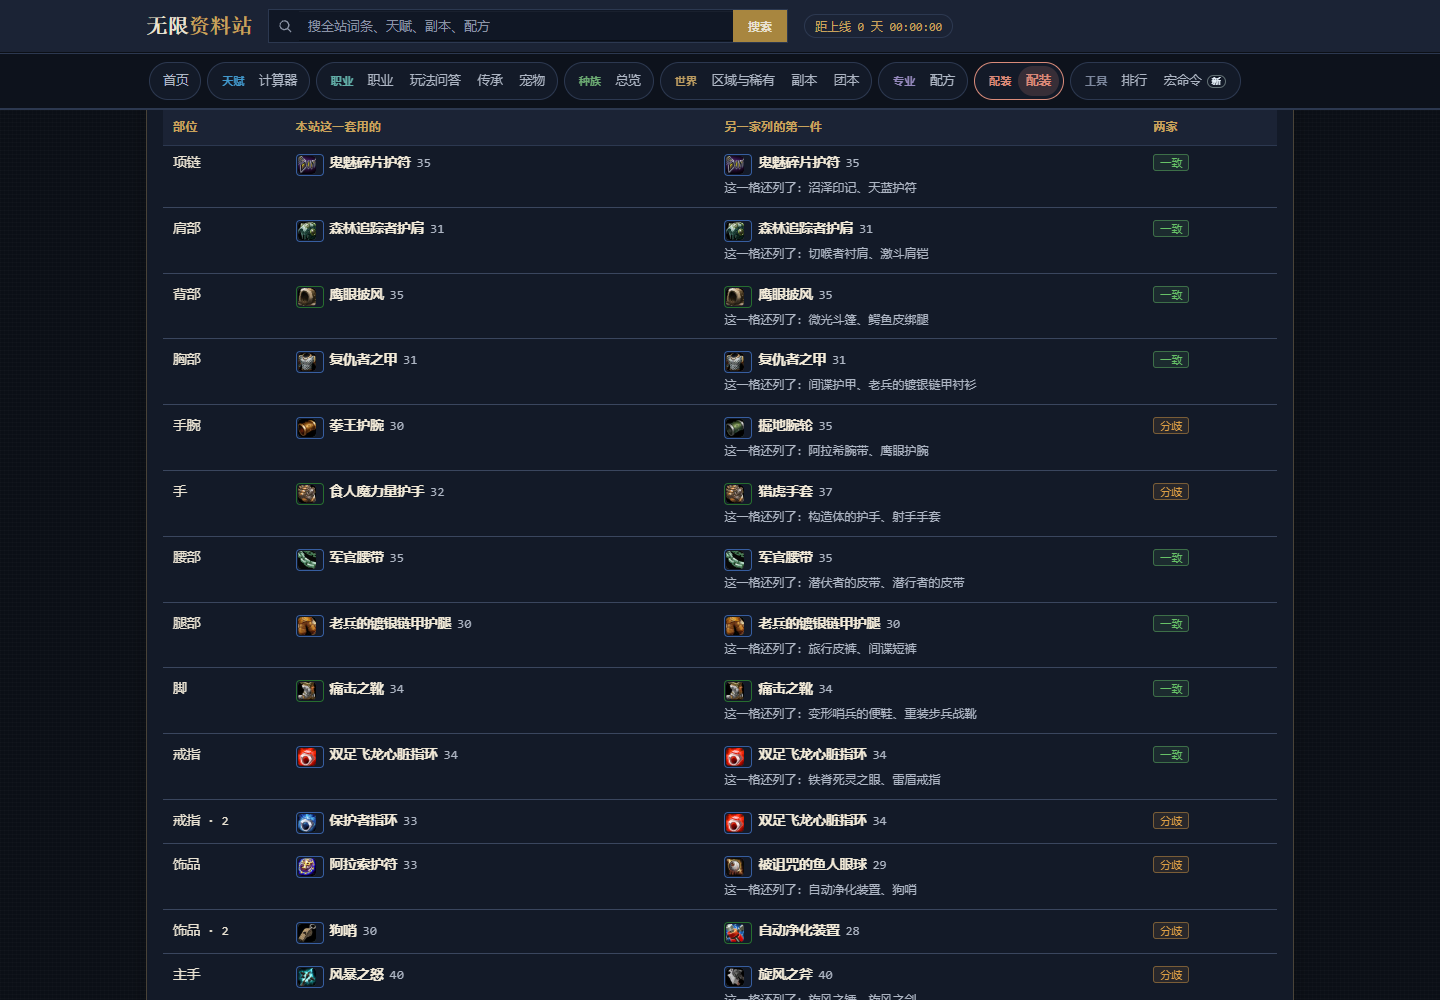 无限资料站 搜全站词条、天赋、副本、配方 搜索 距上线 0 天 00:00:00
首页 天赋 计算器 职业 职业 玩法问答 传承 宠物 种族 总览 世界 区域与稀有 副本 团本 专业 配方 配装 配装 工具 排行 宏命令 新
部位 本站这一套用的 另一家列的第一件 两家
项链 鬼魅碎片护符 35 鬼魅碎片护符 35 一致
这一格还列了: 沼泽印记、天蓝护符
肩部 森林追踪者护肩 31 森林追踪者护肩 31 一致
这一格还列了: 切喉者衬肩、激斗肩铠
背部 鹰眼披风 35 鹰眼披风 35 一致
这一格还列了: 微光斗篷、鳄鱼皮绑腿
胸部 复仇者之甲 31 复仇者之甲 31 一致
这一格还列了: 间谍护甲、老兵的镀银链甲衬衫
手腕 拳王护腕 30 掘地腕轮 35 分歧
这一格还列了: 阿拉希腕带、鹰眼护腕
手 食人魔力量护手 32 猎虎手套 37 分歧
这一格还列了: 构造体的护手、射手手套
腰部 军官腰带 35 军官腰带 35 一致
这一格还列了: 潜伏者的皮带、潜行者的皮带
腿部 老兵的镀银链甲护腿 30 老兵的镀银链甲护腿 30 一致
这一格还列了: 旅行皮裤、间谍短裤
脚 痛击之靴 34 痛击之靴 34 一致
这一格还列了: 变形哨兵的便鞋、重装步兵战靴
戒指 双足飞龙心脏指环 34 双足飞龙心脏指环 34 一致
这一格还列了: 铁脊死灵之眼、雷眉戒指
戒指 · 2 保护者指环 33 双足飞龙心脏指环 34 分歧
饰品 阿拉索护符 33 被诅咒的鱼人眼球 29 分歧
这一格还列了: 自动净化装置、狗哨
饰品 · 2 狗哨 30 自动净化装置 28 分歧
主手 风暴之怒 40 旋风之斧 40 分歧